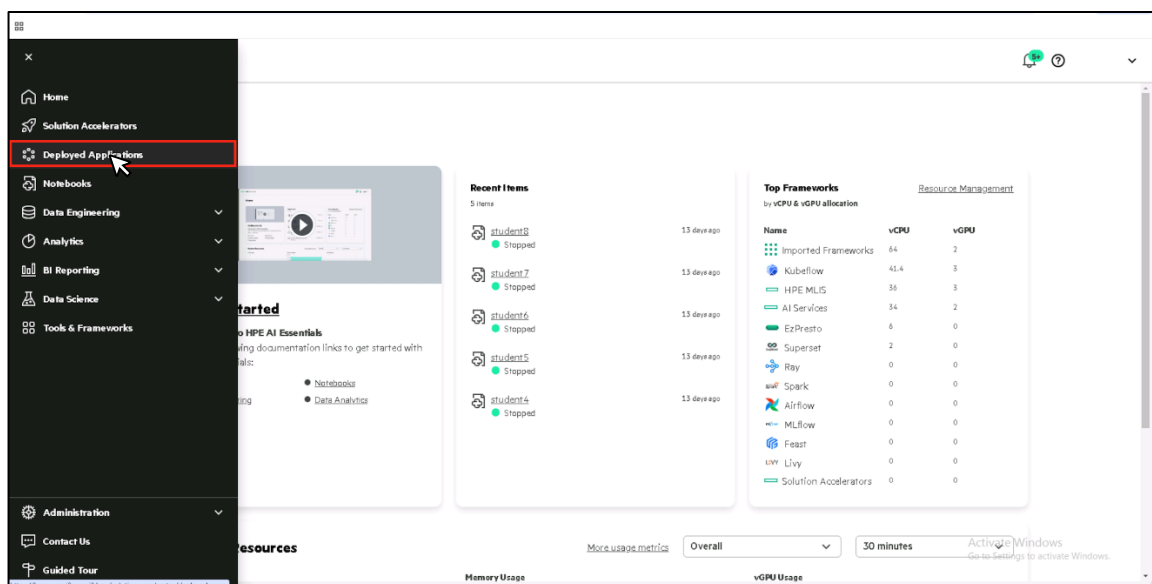 5+
Home
Solution Accelerators
Deployed Applications
Notebooks
Data Engineering
Analytics
BI Reporting
Data Science
Tools & Frameworks
Administration
Contact Us
Guided Tour
tarted
o HPE AI Essentials
ing documentation links to get started with
ials:
Notebooks
ring
Data Analytics
Recent Items
5 items
student8
13 days ago
Stopped
student7
13 days ago
Stopped
student6
13 days ago
Stopped
student5
13 days ago
Stopped
student4
13 days ago
Stopped
Top Frameworks
Resource Management
by vCPU & vGPU allocation
Name vCPU vGPU
Imported Frameworks 64 2
Kubeflow 41.4 3
HPE MLIS 36 3
AI Services 34 2
EzPresto 6 0
Superset 2 0
Ray 0 0
Spark 0 0
Airflow 0 0
MLflow 0 0
Feast 0 0
LIVY Livy 0 0
Solution Accelerators 0 0
esources
More usage metrics
Overall
30 minutes
Activate Windows
Go to Settings to activate Windows.
Memory Usage
vGPU Usage